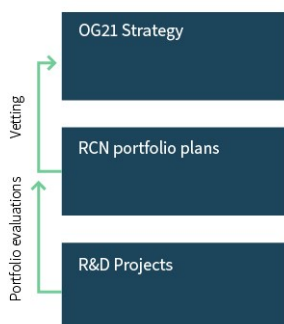 OG21 Strategy
Vetting
RCN portfolio plans
Portfolio evaluations
R&D Projects